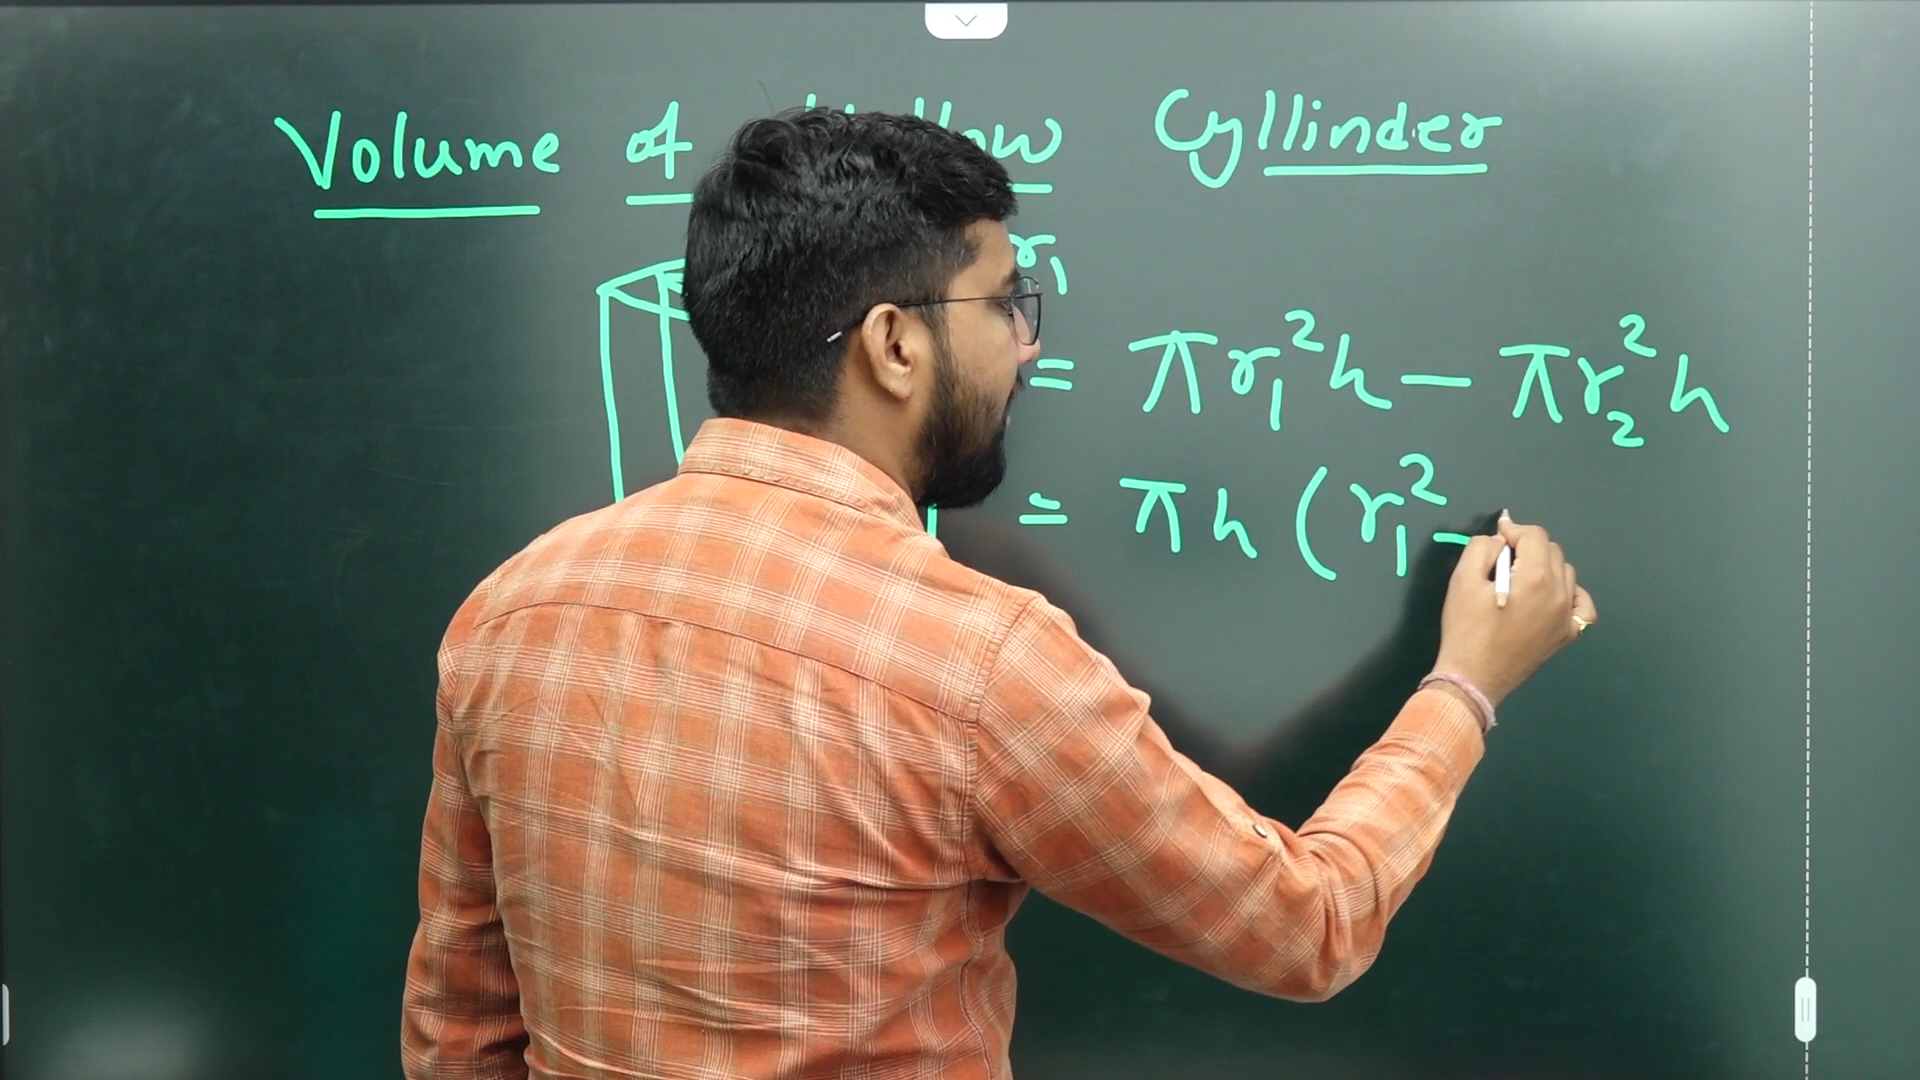 Volume of Cyllinder
r₁
= πr₁²h − πr₂²h
= πh (r₁² −